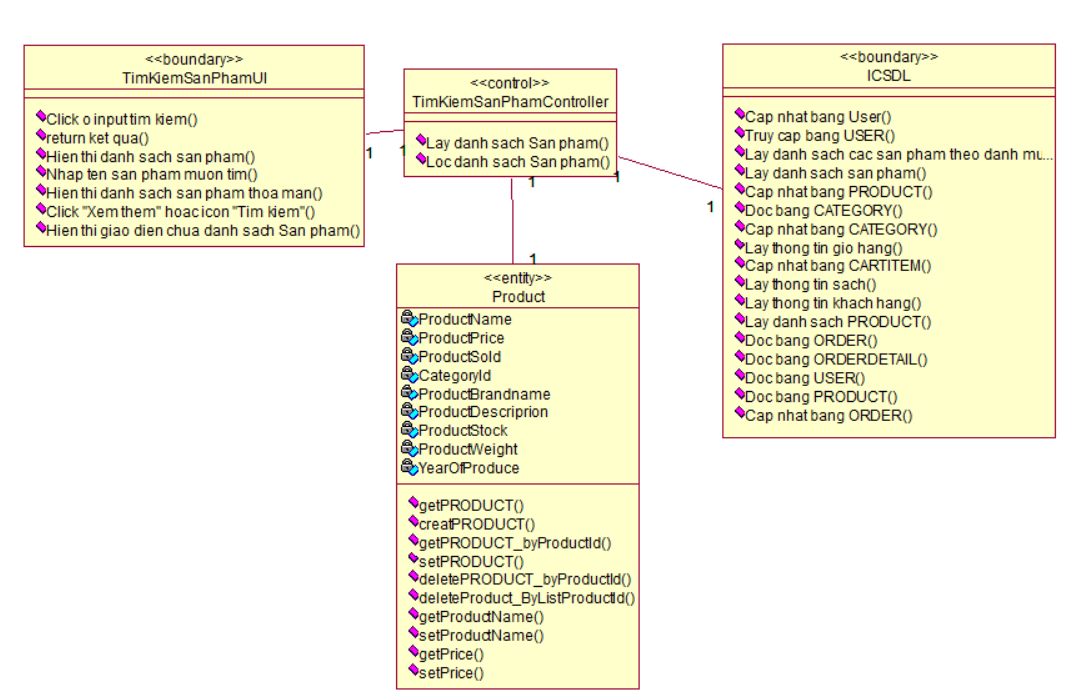 <<boundary>>
TimKiemSanPhamUI
Click o input tim kiem()
return ket qua()
Hien thi danh sach san pham()
Nhap ten san pham muon tim()
Hien thi danh sach san pham thoa man()
Click "Xem them" hoac icon "Tim kiem"()
Hien thi giao dien chua danh sach San pham()
1
1
<<control>>
TimKiemSanPhamController
Lay danh sach San pham()
Loc danh sach San pham()
1
1
1
1
<<boundary>>
ICSDL
Cap nhat bang User()
Truy cap bang USER()
Lay danh sach cac san pham theo danh mu...
Lay danh sach san pham()
Cap nhat bang PRODUCT()
Doc bang CATEGORY()
Cap nhat bang CATEGORY()
Lay thong tin gio hang()
Cap nhat bang CARTITEM()
Lay thong tin sach()
Lay thong tin khach hang()
Lay danh sach PRODUCT()
Doc bang ORDER()
Doc bang ORDERDETAIL()
Doc bang USER()
Doc bang PRODUCT()
Cap nhat bang ORDER()
<<entity>>
Product
ProductName
ProductPrice
ProductSold
CategoryId
ProductBrandname
ProductDescriprion
ProductStock
ProductWeight
YearOfProduce
getPRODUCT()
creatPRODUCT()
getPRODUCT_byProductId()
setPRODUCT()
deletePRODUCT_byProductId()
deleteProduct_ByListProductId()
getProductName()
setProductName()
getPrice()
setPrice()